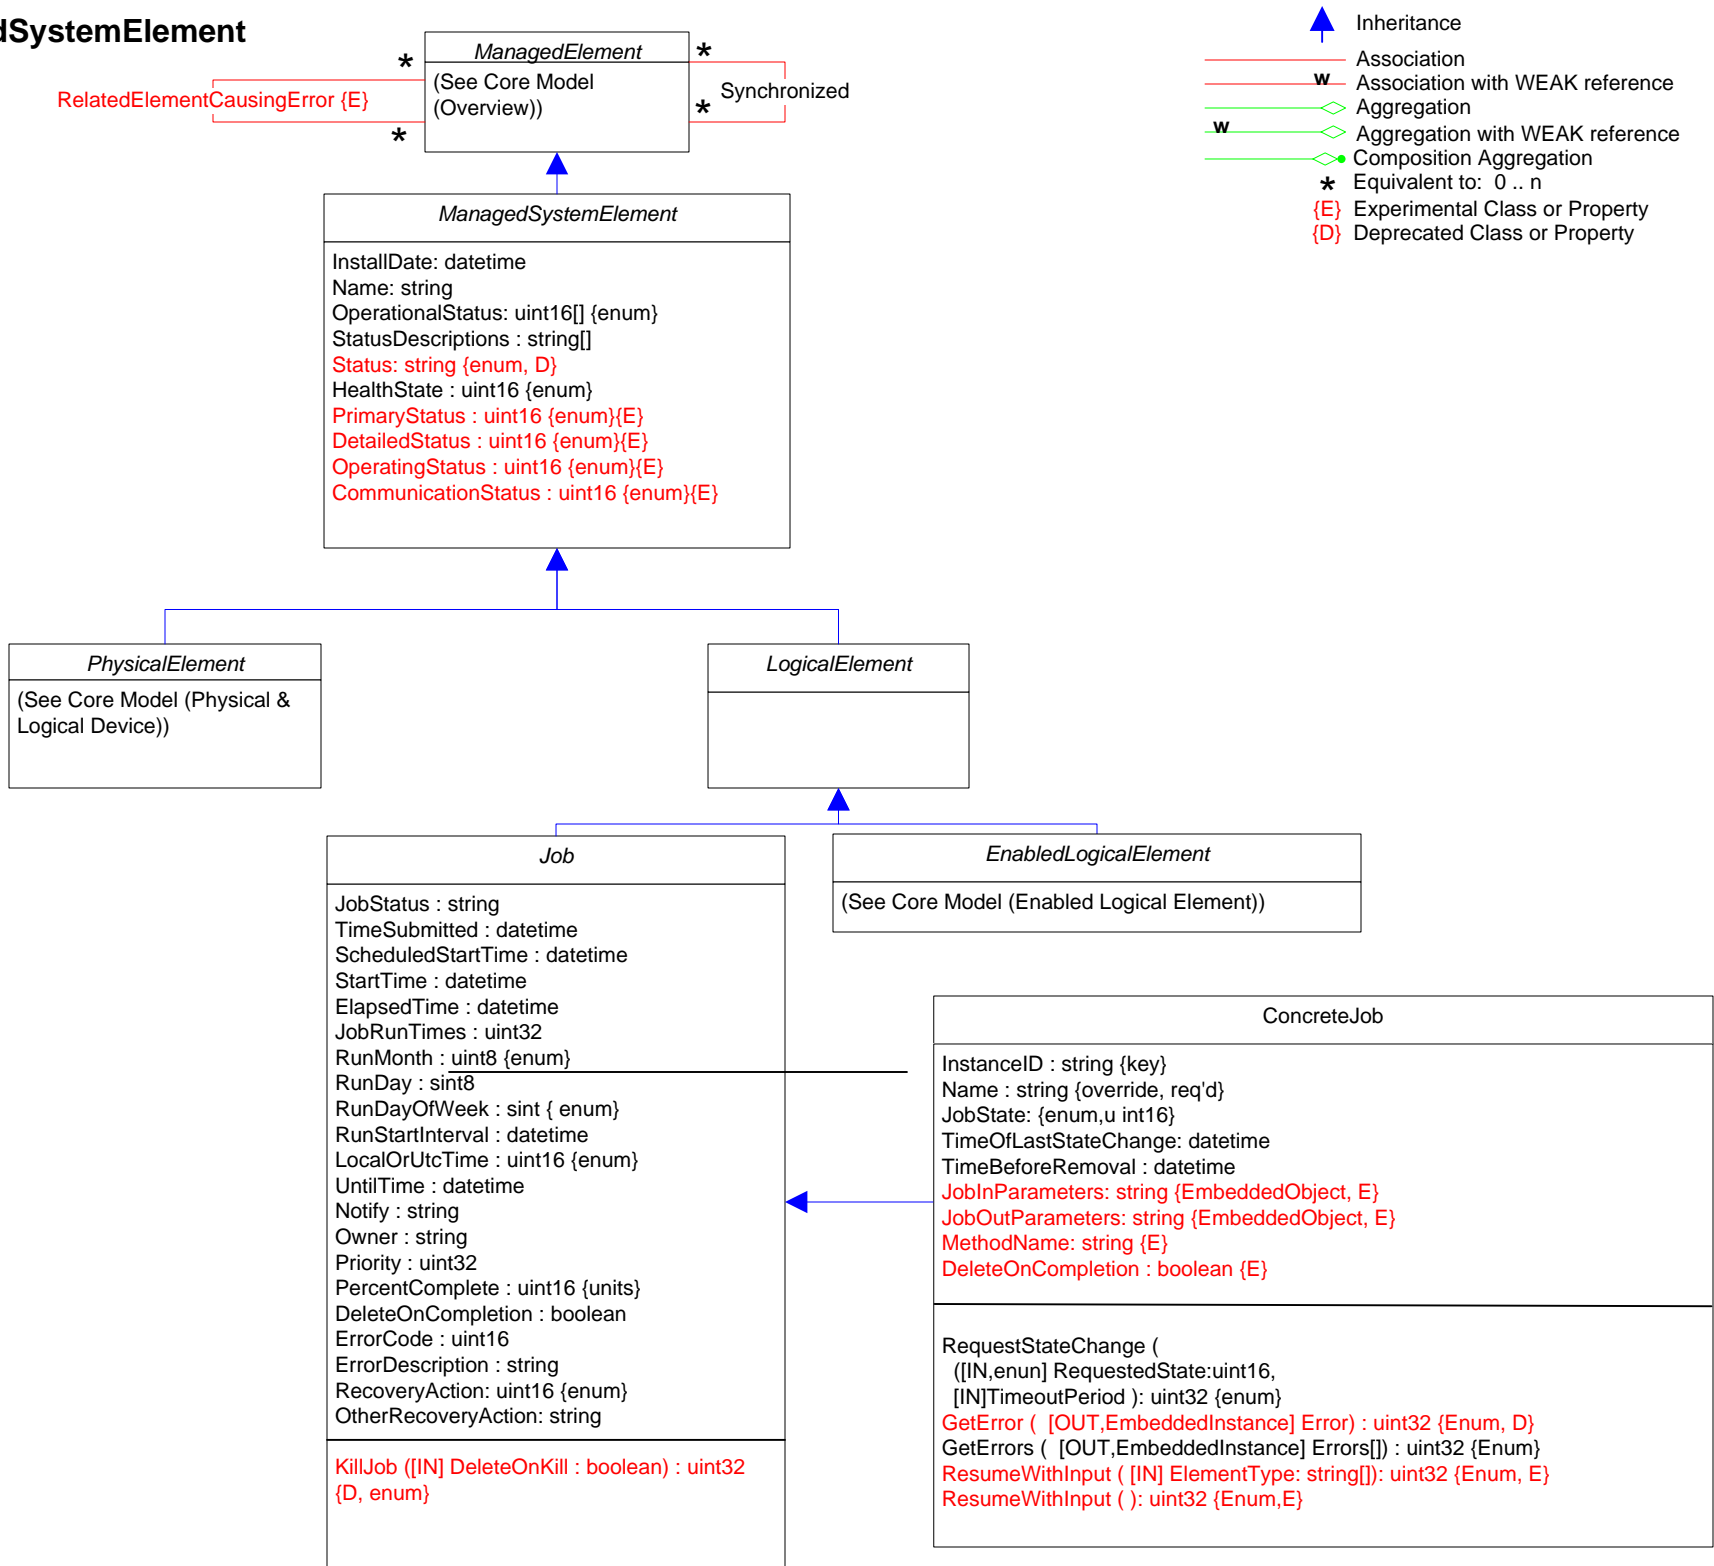 dSystemElement
Inheritance
Association
w Association with WEAK reference
Aggregation
w Aggregation with WEAK reference
Composition Aggregation
* Equivalent to: 0 .. n
{E} Experimental Class or Property
{D} Deprecated Class or Property
ManagedElement
(See Core Model
(Overview))
*
*
RelatedElementCausingError {E}
*
*
Synchronized
ManagedSystemElement
InstallDate: datetime
Name: string
OperationalStatus: uint16[] {enum}
StatusDescriptions : string[]
Status: string {enum, D}
HealthState : uint16 {enum}
PrimaryStatus : uint16 {enum}{E}
DetailedStatus : uint16 {enum}{E}
OperatingStatus : uint16 {enum}{E}
CommunicationStatus : uint16 {enum}{E}
PhysicalElement
(See Core Model (Physical &
Logical Device))
LogicalElement
Job
JobStatus : string
TimeSubmitted : datetime
ScheduledStartTime : datetime
StartTime : datetime
ElapsedTime : datetime
JobRunTimes : uint32
RunMonth : uint8 {enum}
RunDay : sint8
RunDayOfWeek : sint { enum}
RunStartInterval : datetime
LocalOrUtcTime : uint16 {enum}
UntilTime : datetime
Notify : string
Owner : string
Priority : uint32
PercentComplete : uint16 {units}
DeleteOnCompletion : boolean
ErrorCode : uint16
ErrorDescription : string
RecoveryAction: uint16 {enum}
OtherRecoveryAction: string
KillJob ([IN] DeleteOnKill : boolean) : uint32
{D, enum}
EnabledLogicalElement
(See Core Model (Enabled Logical Element))
ConcreteJob
InstanceID : string {key}
Name : string {override, req'd}
JobState: {enum,u int16}
TimeOfLastStateChange: datetime
TimeBeforeRemoval : datetime
JobInParameters: string {EmbeddedObject, E}
JobOutParameters: string {EmbeddedObject, E}
MethodName: string {E}
DeleteOnCompletion : boolean {E}
RequestStateChange (
([IN,enun] RequestedState:uint16,
[IN]TimeoutPeriod ): uint32 {enum}
GetError ( [OUT,EmbeddedInstance] Error) : uint32 {Enum, D}
GetErrors ( [OUT,EmbeddedInstance] Errors[]) : uint32 {Enum}
ResumeWithInput ( [IN] ElementType: string[]): uint32 {Enum, E}
ResumeWithInput ( ): uint32 {Enum,E}